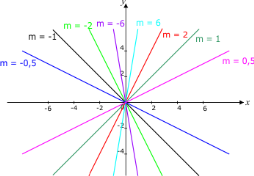 y
m = -2
m = -6
m = 6
m = 2
m = -1
m = 1
m = -0,5
m = 0,5
4
2
x
-6
-4
-2
0
2
4
6
-2
-4